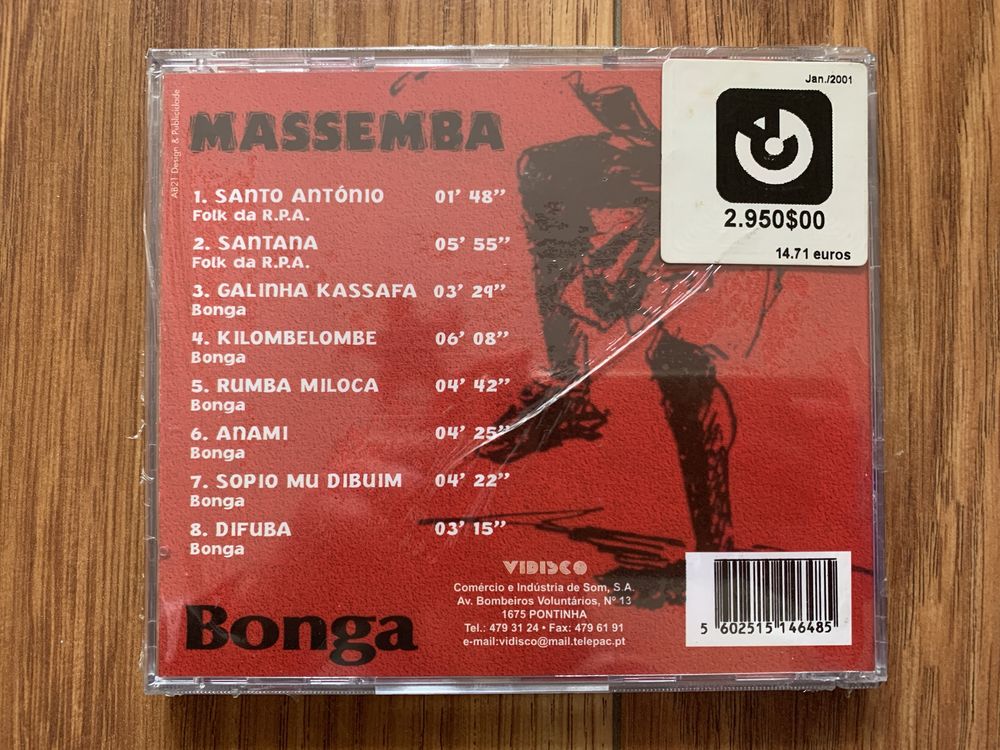 Jan./2001
2.950$00
14.71 euros
AB21 Design & Publicidade
MASSEMBA
1. SANTO ANTÓNIO 01' 48"
Folk da R.P.A.
2. SANTANA 05' 55"
Folk da R.P.A.
3. GALINHA KASSAFA 03' 29"
Bonga
4. KILOMBELOMBE 06' 08"
Bonga
5. RUMBA MILOCA 04' 42"
Bonga
6. ANAMI 04' 25"
Bonga
7. SOPIO MU DIBUIM 04' 22"
Bonga
8. DIFUBA 03' 15"
Bonga
VIDISCO
Comércio e Indústria de Som, S.A.
Av. Bombeiros Voluntários, Nº 13
1675 PONTINHA
Tel.: 479 31 24 • Fax: 479 61 91
e-mail:vidisco@mail.telepac.pt
Bonga
5 602515 146485